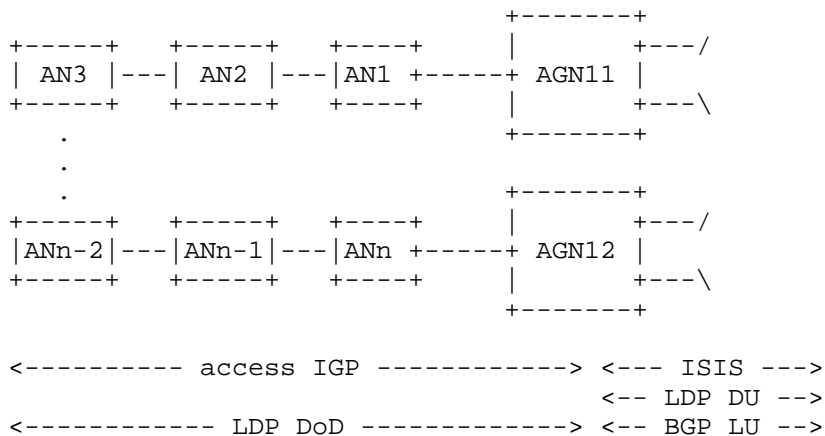 +-------+
+-----+   +-----+   +----+             |       +---/
| AN3 |---| AN2 |---|AN1 +-----+ AGN11 |
+-----+   +-----+   +----+     |       +---\
   .                           +-------+
   .
   .                           +-------+
+-----+   +-----+   +----+     |       +---/
|ANn-2|---|ANn-1|---|ANn +-----+ AGN12 |
+-----+   +-----+   +----+     |       +---\
                               +-------+
<---------- access IGP ------------> <--- ISIS --->
                                     <-- LDP DU -->
<------------ LDP DoD -------------> <-- BGP LU -->